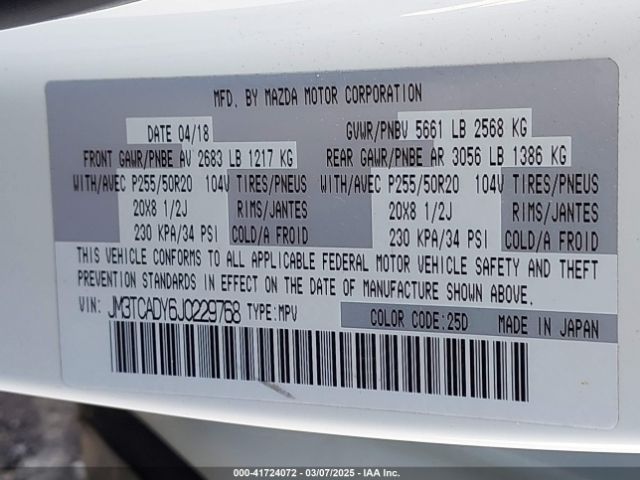 MFD. BY MAZDA MOTOR CORPORATION
DATE 04/18 GVWR/PNBV 5661 LB 2568 KG
FRONT GAWR/PNBE AV 2683 LB 1217 KG REAR GAWR/PNBE AR 3056 LB 1386 KG
WITH/AVEC P255/50R20 104V TIRES/PNEUS WITH/AVEC P255/50R20 104V TIRES/PNEUS
20X8 1/2J RIMS/JANTES 20X8 1/2J RIMS/JANTES
230 KPA/34 PSI COLD/A FROID 230 KPA/34 PSI COLD/A FROID
THIS VEHICLE CONFORMS TO ALL APPLICABLE FEDERAL MOTOR VEHICLE SAFETY AND THEFT
PREVENTION STANDARDS IN EFFECT ON THE DATE OF MANUFACTURE SHOWN ABOVE.
VIN: JM3TCADY6J0229768 TYPE:MPV COLOR CODE:25D MADE IN JAPAN
000-41724072 — 03/07/2025 — IAA Inc.